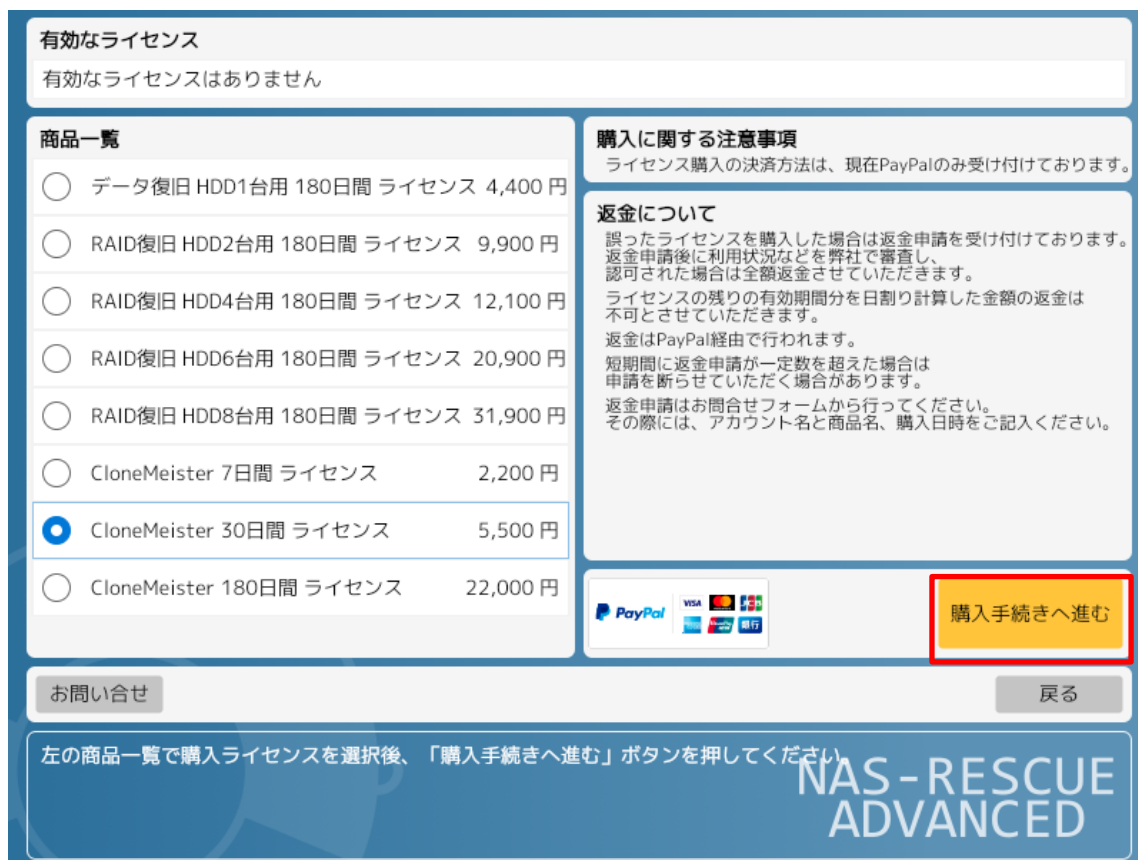 有効なライセンス
有効なライセンスはありません
商品一覧
データ復旧 HDD1台用 180日間 ライセンス 4,400 円
RAID復旧 HDD2台用 180日間 ライセンス 9,900 円
RAID復旧 HDD4台用 180日間 ライセンス 12,100 円
RAID復旧 HDD6台用 180日間 ライセンス 20,900 円
RAID復旧 HDD8台用 180日間 ライセンス 31,900 円
CloneMeister 7日間 ライセンス 2,200 円
CloneMeister 30日間 ライセンス 5,500 円
CloneMeister 180日間 ライセンス 22,000 円
購入に関する注意事項
ライセンス購入の決済方法は、現在PayPalのみ受け付けております。
返金について
誤ったライセンスを購入した場合は返金申請を受け付けております。
返金申請後に利用状況などを弊社で審査し、
認可された場合は全額返金させていただきます。
ライセンスの残りの有効期間分を日割り計算した金額の返金は
不可とさせていただきます。
返金はPayPal経由で行われます。
短期間に返金申請が一定数を超えた場合は
申請を断らせていただく場合があります。
返金申請はお問合せフォームから行ってください。
その際には、アカウント名と商品名、購入日時をご記入ください。
PayPal VISA JCB 銀行
購入手続きへ進む
お問い合せ
戻る
左の商品一覧で購入ライセンスを選択後、「購入手続きへ進む」ボタンを押してください。
NAS-RESCUE
ADVANCED